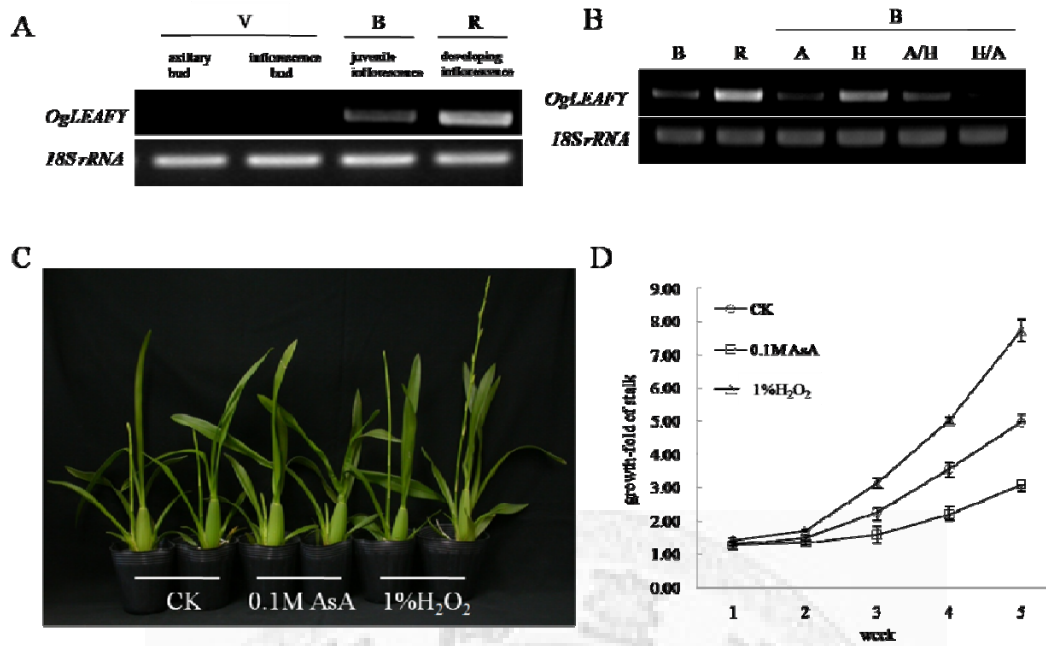 A
V
B
R
axillary bud
inflorescence bud
juvenile inflorescence
developing inflorescence
OgLEAFY
18SrRNA
B
B
B
R
A
H
A/H
H/A
OgLEAFY
18SrRNA
C
CK
0.1M AsA
1%H₂O₂
D
9.00
8.00
7.00
6.00
5.00
4.00
3.00
2.00
1.00
0.00
growth-fold of stalk
CK
0.1M AsA
1%H₂O₂
1
2
3
4
5
week